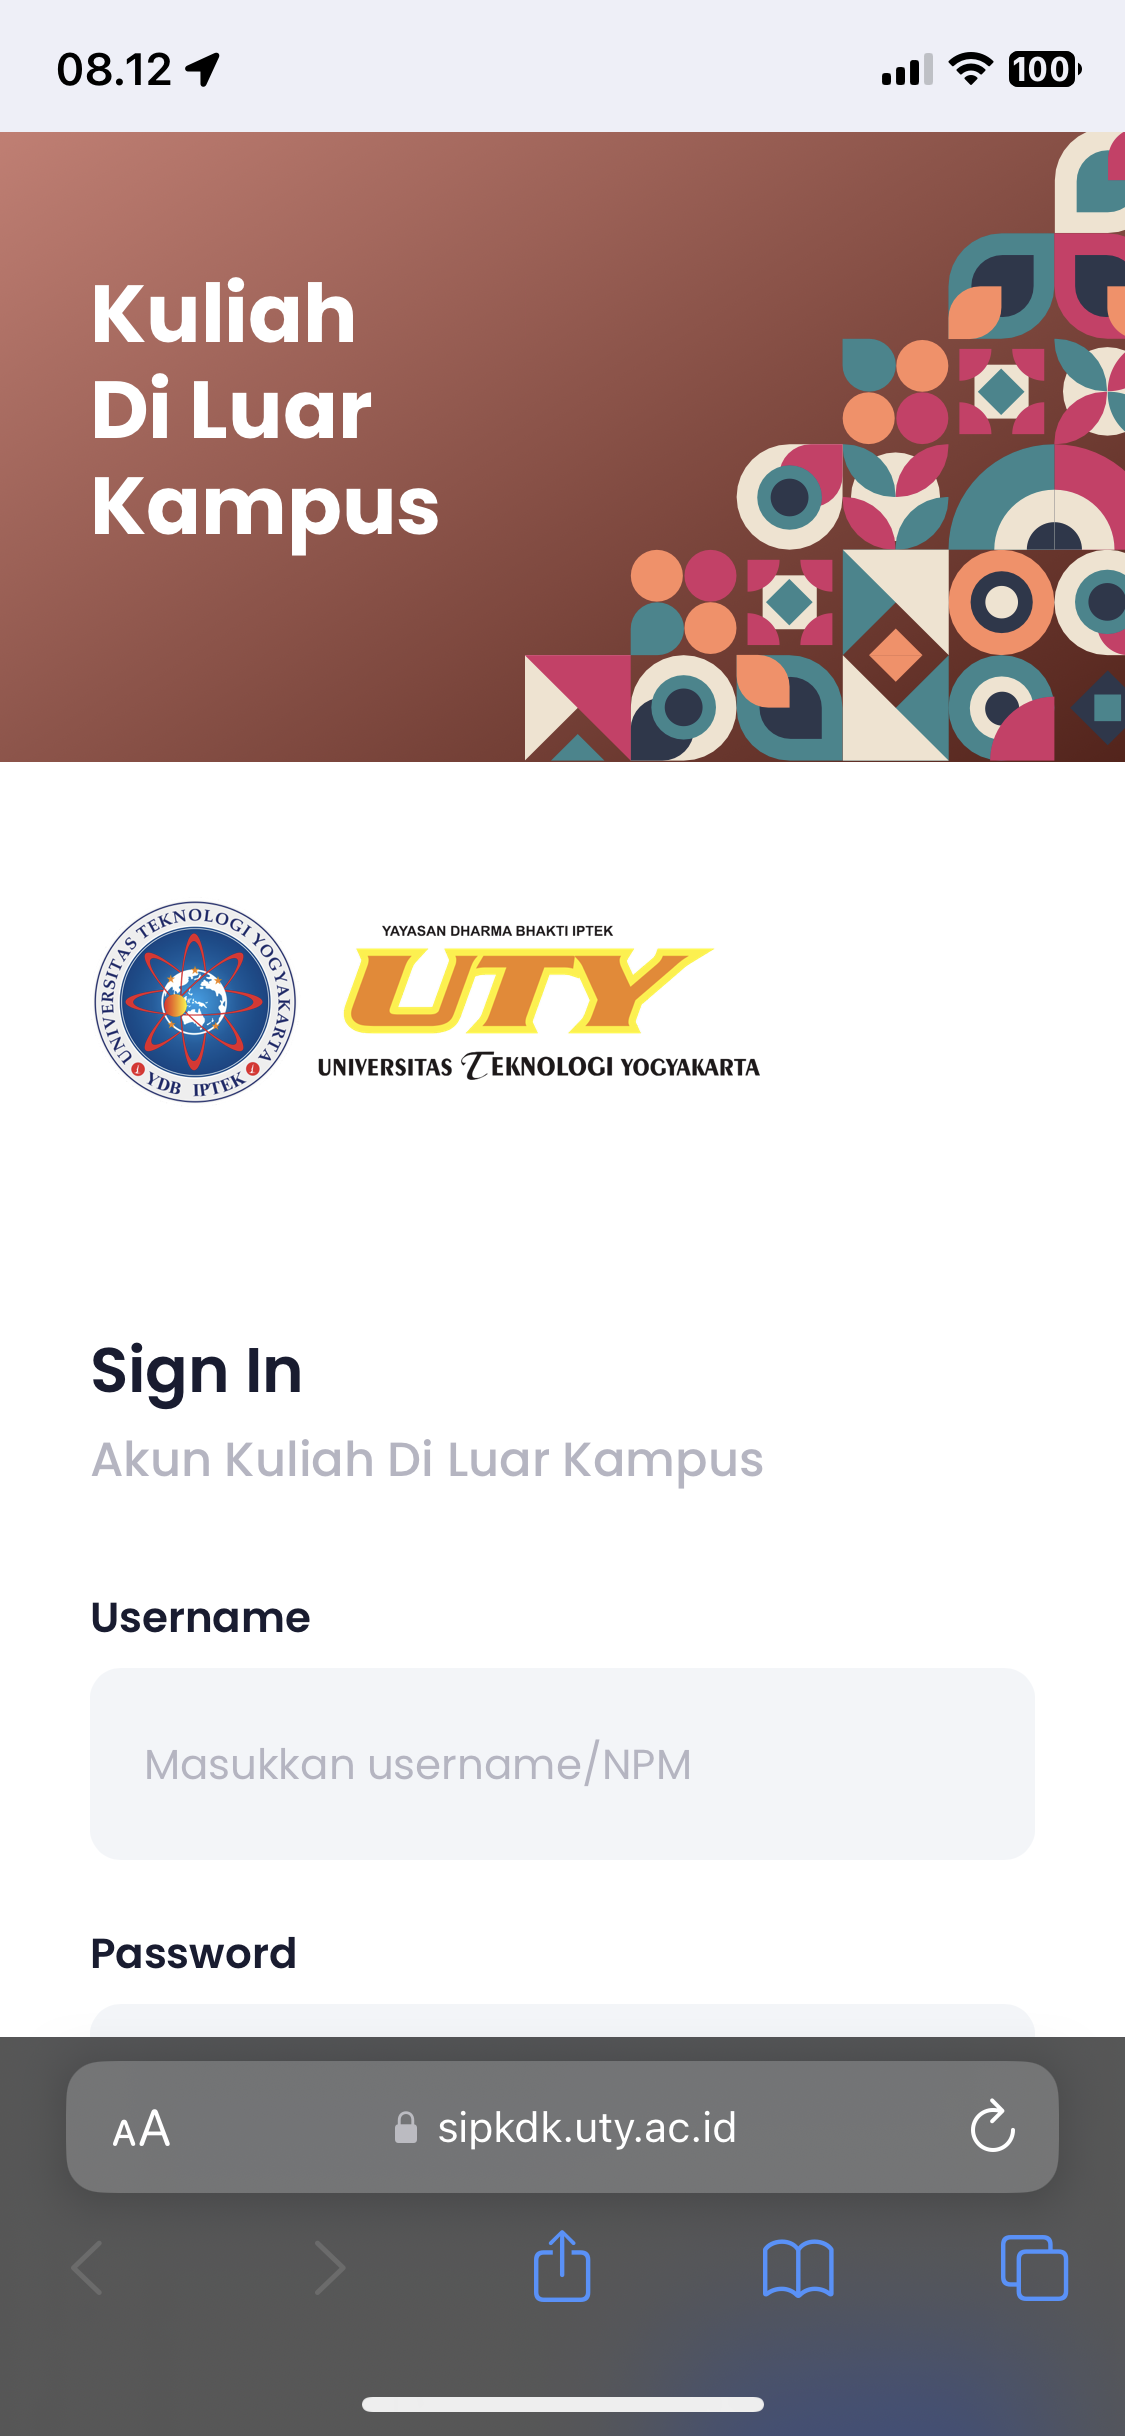 08.12
100
Kuliah
Di Luar
Kampus
UNIVERSITAS TEKNOLOGI YOGYAKARTA
YDB IPTEK
YAYASAN DHARMA BHAKTI IPTEK
UTY
UNIVERSITAS TEKNOLOGI YOGYAKARTA
Sign In
Akun Kuliah Di Luar Kampus
Username
Masukkan username/NPM
Password
AA sipkdk.uty.ac.id